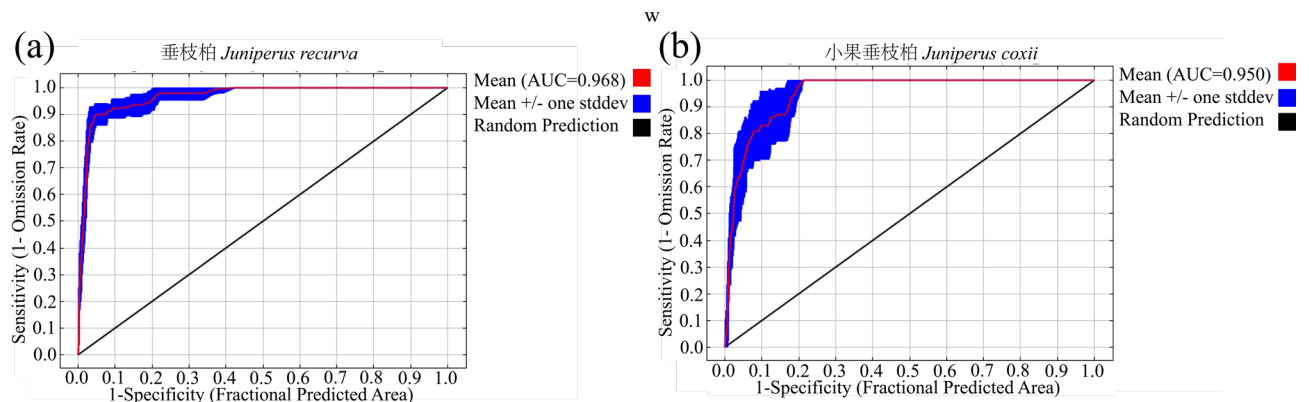 w
(a)
垂枝柏 Juniperus recurva
Mean (AUC=0.968)
Mean +/- one stddev
Random Prediction
Sensitivity (1- Omission Rate)
1.0
0.9
0.8
0.7
0.6
0.5
0.4
0.3
0.2
0.1
0.0
0.0 0.1 0.2 0.3 0.4 0.5 0.6 0.7 0.8 0.9 1.0
1-Specificity (Fractional Predicted Area)
(b)
小果垂枝柏 Juniperus coxii
Mean (AUC=0.950)
Mean +/- one stddev
Random Prediction
Sensitivity (1- Omission Rate)
1.0
0.9
0.8
0.7
0.6
0.5
0.4
0.3
0.2
0.1
0.0
0.0 0.1 0.2 0.3 0.4 0.5 0.6 0.7 0.8 0.9 1.0
1-Specificity (Fractional Predicted Area)